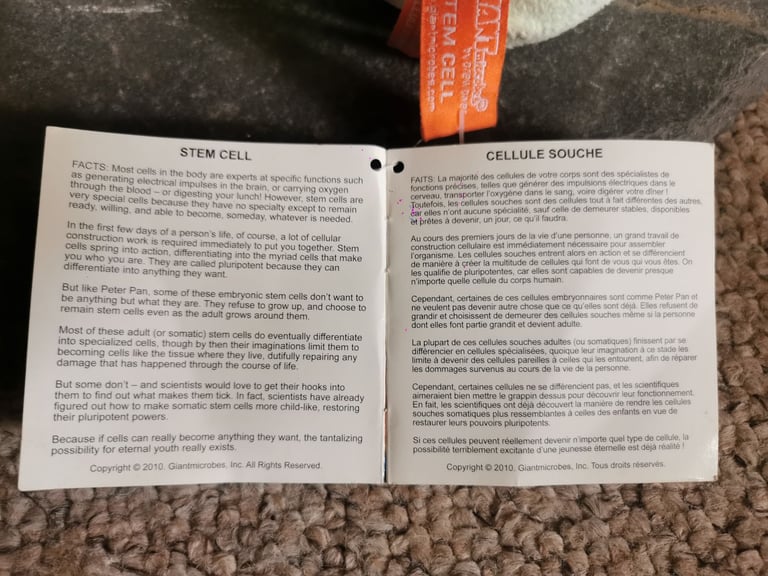 GIANTmicrobes®
STEM CELL
giantmicrobes.com
STEM CELL
FACTS: Most cells in the body are experts at specific functions such
as generating electrical impulses in the brain, or carrying oxygen
through the blood – or digesting your lunch! However, stem cells are
very special cells because they have no specialty except to remain
ready, willing, and able to become, someday, whatever is needed.
In the first few days of a person's life, of course, a lot of cellular
construction work is required immediately to put you together. Stem
cells spring into action, differentiating into the myriad cells that make
you who you are. They are called pluripotent because they can
differentiate into anything they want.
But like Peter Pan, some of these embryonic stem cells don't want to
be anything but what they are. They refuse to grow up, and choose to
remain stem cells even as the adult grows around them.
Most of these adult (or somatic) stem cells do eventually differentiate
into specialized cells, though by then their imaginations limit them to
becoming cells like the tissue where they live, dutifully repairing any
damage that has happened through the course of life.
But some don't – and scientists would love to get their hooks into
them to find out what makes them tick. In fact, scientists have already
figured out how to make somatic stem cells more child-like, restoring
their pluripotent powers.
Because if cells can really become anything they want, the tantalizing
possibility for eternal youth really exists.
Copyright © 2010. Giantmicrobes, Inc. All Rights Reserved.
CELLULE SOUCHE
FAITS: La majorité des cellules de votre corps sont des spécialistes de
fonctions précises, telles que générer des impulsions électriques dans le
cerveau, transporter l'oxygène dans le sang, voire digérer votre dîner !
Toutefois, les cellules souches sont des cellules tout à fait différentes des autres,
car elles n'ont aucune spécialité, sauf celle de demeurer stables, disponibles
et prêtes à devenir, un jour, ce qu'il faudra.
Au cours des premiers jours de la vie d'une personne, un grand travail de
construction cellulaire est immédiatement nécessaire pour assembler
l'organisme. Les cellules souches entrent alors en action et se différencient
de manière à créer la multitude de cellules qui font de vous qui vous êtes. On
les qualifie de pluripotentes, car elles sont capables de devenir presque
n'importe quelle cellule du corps humain.
Cependant, certaines de ces cellules embryonnaires sont comme Peter Pan et
ne veulent pas devenir autre chose que ce qu'elles sont déjà. Elles refusent de
grandir et choisissent de demeurer des cellules souches même si la personne
dont elles font partie grandit et devient adulte.
La plupart de ces cellules souches adultes (ou somatiques) finissent par se
différencier en cellules spécialisées, quoique leur imagination à ce stade les
limite à devenir des cellules pareilles à celles qui les entourent, afin de réparer
les dommages survenus au cours de la vie de la personne.
Cependant, certaines cellules ne se différencient pas, et les scientifiques
aimeraient bien mettre le grappin dessus pour découvrir leur fonctionnement.
En fait, les scientifiques ont déjà découvert la manière de rendre les cellules
souches somatiques plus ressemblantes à celles des enfants en vue de
restaurer leurs pouvoirs pluripotents.
Si ces cellules peuvent réellement devenir n'importe quel type de cellule, la
possibilité terriblement excitante d'une jeunesse éternelle est déjà réalité !
Copyright © 2010. Giantmicrobes, Inc. Tous droits réservés.